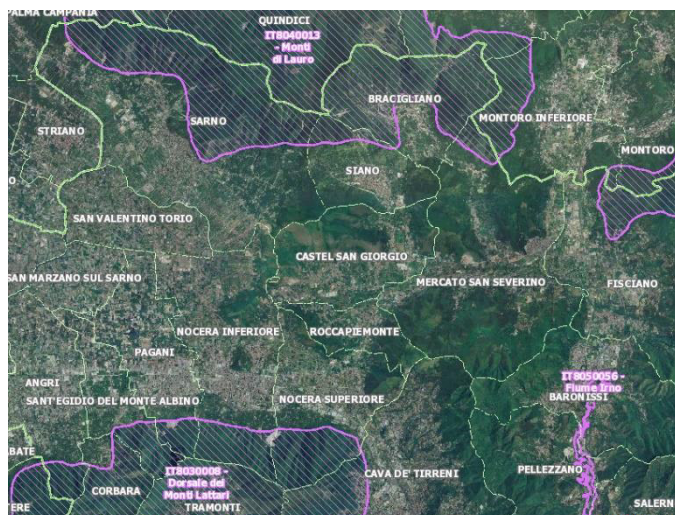 PALMA CAMPANIA
QUINDICI
IT8040013
- Monti
di Lauro
BRACIGLIANO
STRIANO
SARNO
MONTORO INFERIORE
MONTORO
SIANO
SAN VALENTINO TORIO
CASTEL SAN GIORGIO
SAN MARZANO SUL SARNO
MERCATO SAN SEVERINO
FISCIANO
NOCERA INFERIORE
ROCCAPIEMONTE
PAGANI
ANGRI
SANT'EGIDIO DEL MONTE ALBINO
NOCERA SUPERIORE
IT8050056 -
Fiume Irno
BARONISSI
BATE
IT8030008 -
Dorsale dei
Monti Lattari
CAVA DE' TIRRENI
PELLEZZANO
CORBARA
TERE
TRAMONTI
SALERN